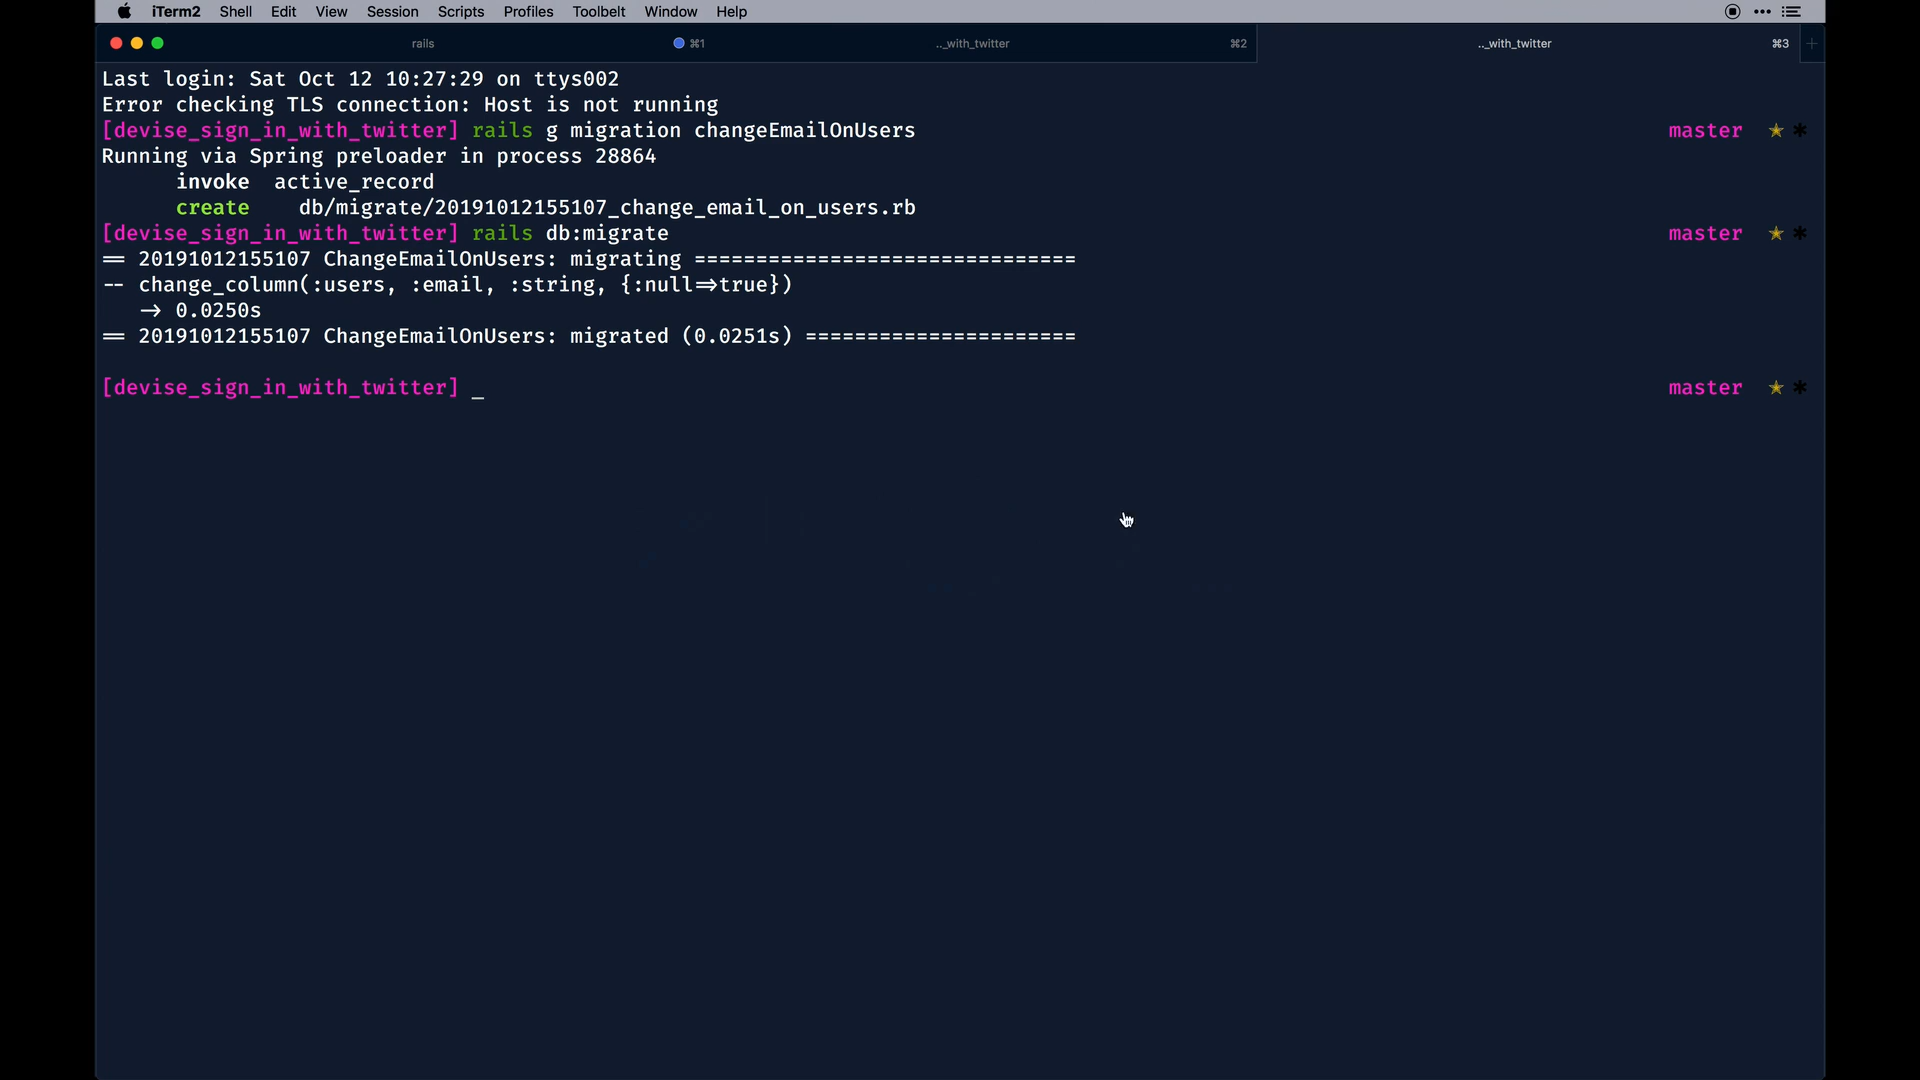 iTerm2 Shell Edit View Session Scripts Profiles Toolbelt Window Help
rails ⌘1 .._with_twitter ⌘2 .._with_twitter ⌘3 +
Last login: Sat Oct 12 10:27:29 on ttys002
Error checking TLS connection: Host is not running
[devise_sign_in_with_twitter] rails g migration changeEmailOnUsers master ★ *
Running via Spring preloader in process 28864
invoke active_record
create db/migrate/20191012155107_change_email_on_users.rb
[devise_sign_in_with_twitter] rails db:migrate master ★ *
== 20191012155107 ChangeEmailOnUsers: migrating ===============================
-- change_column(:users, :email, :string, {:null=>true})
-> 0.0250s
== 20191012155107 ChangeEmailOnUsers: migrated (0.0251s) ======================
[devise_sign_in_with_twitter] _ master ★ *